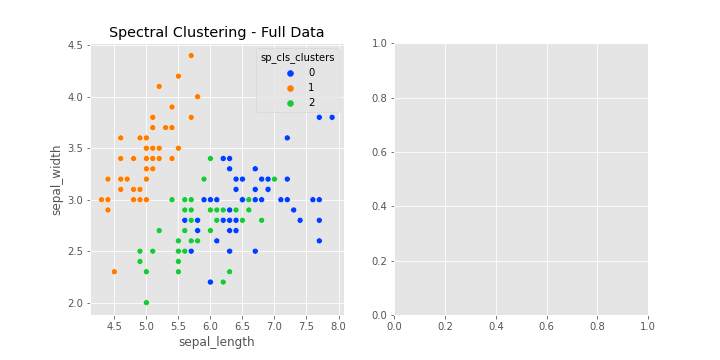 Spectral Clustering - Full Data
sp_cls_clusters
0
1
2
4.5
4.0
3.5
3.0
2.5
2.0
sepal_width
4.5 5.0 5.5 6.0 6.5 7.0 7.5 8.0
sepal_length
1.0
0.8
0.6
0.4
0.2
0.0
0.0 0.2 0.4 0.6 0.8 1.0